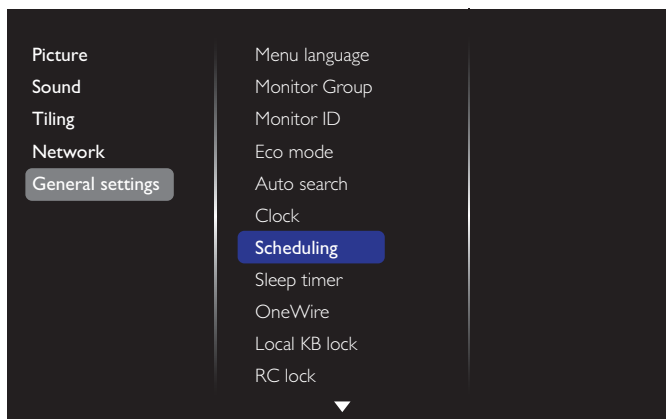 Picture
Sound
Tiling
Network
General settings
Menu language
Monitor Group
Monitor ID
Eco mode
Auto search
Clock
Scheduling
Sleep timer
OneWire
Local KB lock
RC lock